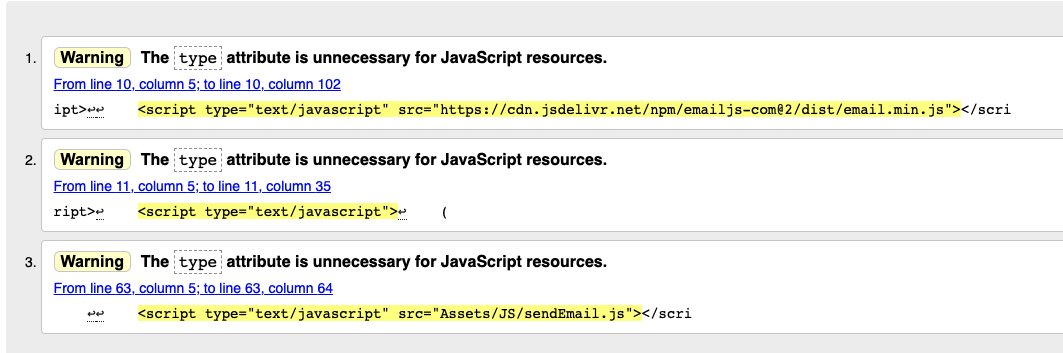 1. Warning The type attribute is unnecessary for JavaScript resources.
From line 10, column 5; to line 10, column 102
ipt>↩↩    <script type="text/javascript" src="https://cdn.jsdelivr.net/npm/emailjs-com@2/dist/email.min.js"></scri
2. Warning The type attribute is unnecessary for JavaScript resources.
From line 11, column 5; to line 11, column 35
ript>↩    <script type="text/javascript">↩    (
3. Warning The type attribute is unnecessary for JavaScript resources.
From line 63, column 5; to line 63, column 64
↩↩    <script type="text/javascript" src="Assets/JS/sendEmail.js"></scri